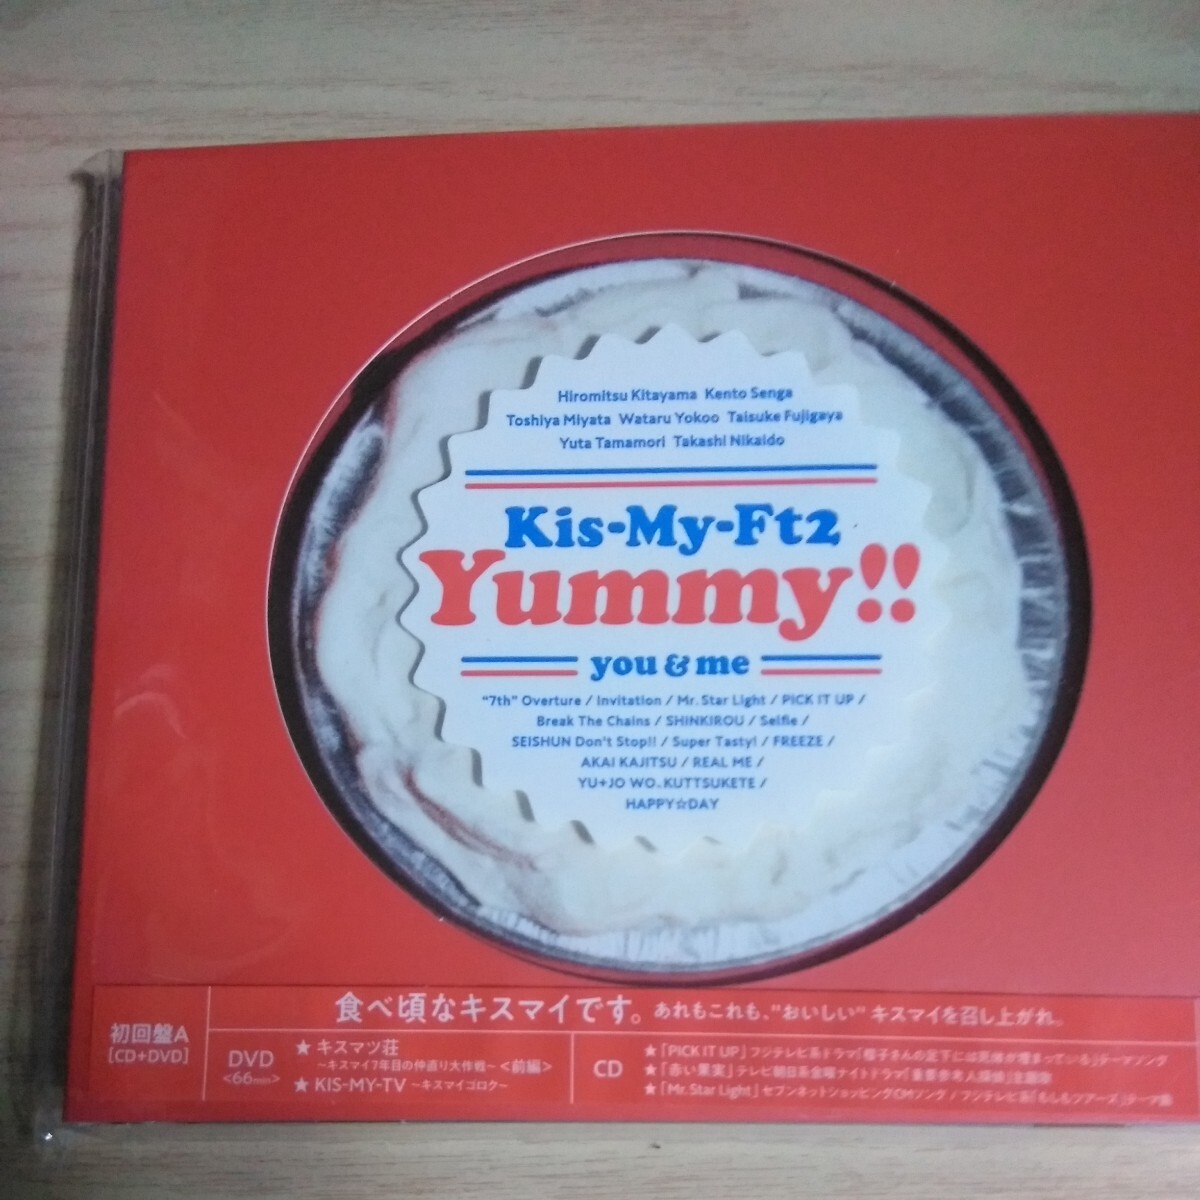 Hiromitsu Kitayama Kento Senga
Toshiya Miyata Wataru Yokoo Taisuke Fujigaya
Yuta Tamamori Takashi Nikaido
Kis-My-Ft2
Yummy!!
you & me
"7th" Overture / Invitation / Mr. Star Light / PICK IT UP /
Break The Chains / SHINKIROU / Selfie /
SEISHUN Don't Stop!! / Super Tasty! / FREEZE /
AKAI KAJITSU / REAL ME /
YU+JO WO. KUTTSUKETE /
HAPPY☆DAY
食べ頃なキスマイです。あれもこれも、"おいしい" キスマイを召し上がれ。
初回盤A
[CD+DVD]
DVD
<66min>
★ キスマツ荘
~キスマイ7年目の仲直り大作戦~<前編>
★ KIS-MY-TV ~キスマイゴロク~
CD
★「PICK IT UP」フジテレビ系ドラマ「櫻子さんの足下には死体が埋まっている」テーマソング
★「赤い果実」テレビ朝日系金曜ナイトドラマ「重要参考人探偵」主題歌
★「Mr. Star Light」セブンネットショッピングCMソング / フジテレビ系「もしもツアーズ」テーマ曲